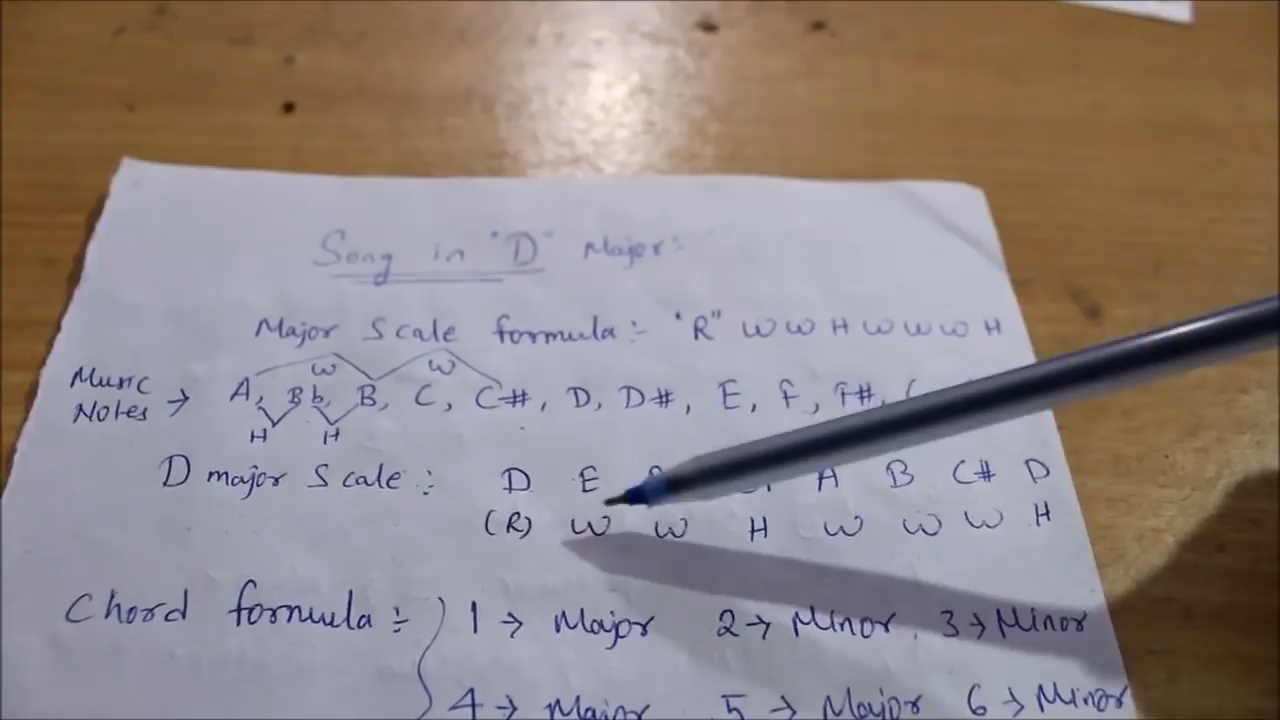 Song in "D" Major:-
Major Scale formula:- "R" W W H W W W H
W W
Music Notes → A, Bb, B, C, C#, D, D#, E, F, F#,
H H
D major Scale :- D E A B C# D
(R) W W H W W W H
Chord formula :- 1 → Major 2 → Minor, 3 → Minor
4 → Major 5 → Major 6 → Minor